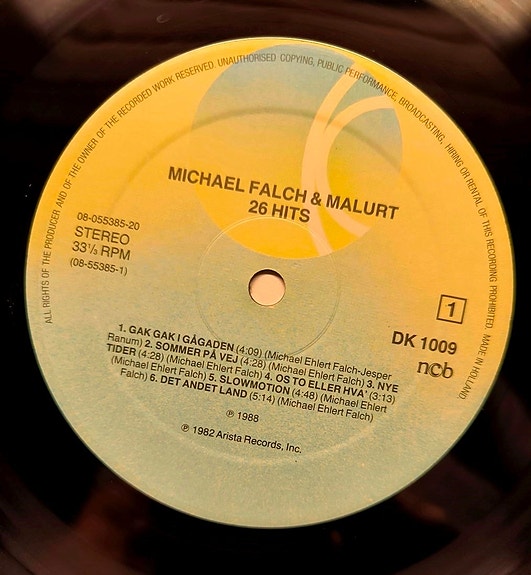 ALL RIGHTS OF THE PRODUCER AND OF THE OWNER OF THE RECORDED WORK RESERVED. UNAUTHORISED COPYING, PUBLIC PERFORMANCE, BROADCASTING, HIRING OR RENTAL OF THIS RECORDING PROHIBITED. MADE IN HOLLAND.
MICHAEL FALCH & MALURT
26 HITS
08-055385-20
STEREO
33⅓ RPM
(08-55385-1)
1
DK 1009
ncb
1. GAK GAK I GÅGADEN (4:09) (Michael Ehlert Falch-Jesper
Ranum) 2. SOMMER PÅ VEJ (4:28) (Michael Ehlert Falch) 3. NYE
TIDER (4:28) (Michael Ehlert Falch) 4. OS TO ELLER HVA' (3:13)
(Michael Ehlert Falch) 5. SLOWMOTION (4:48) (Michael Ehlert
Falch) 6. DET ANDET LAND (5:14) (Michael Ehlert Falch)
℗ 1988
℗ 1982 Arista Records, Inc.